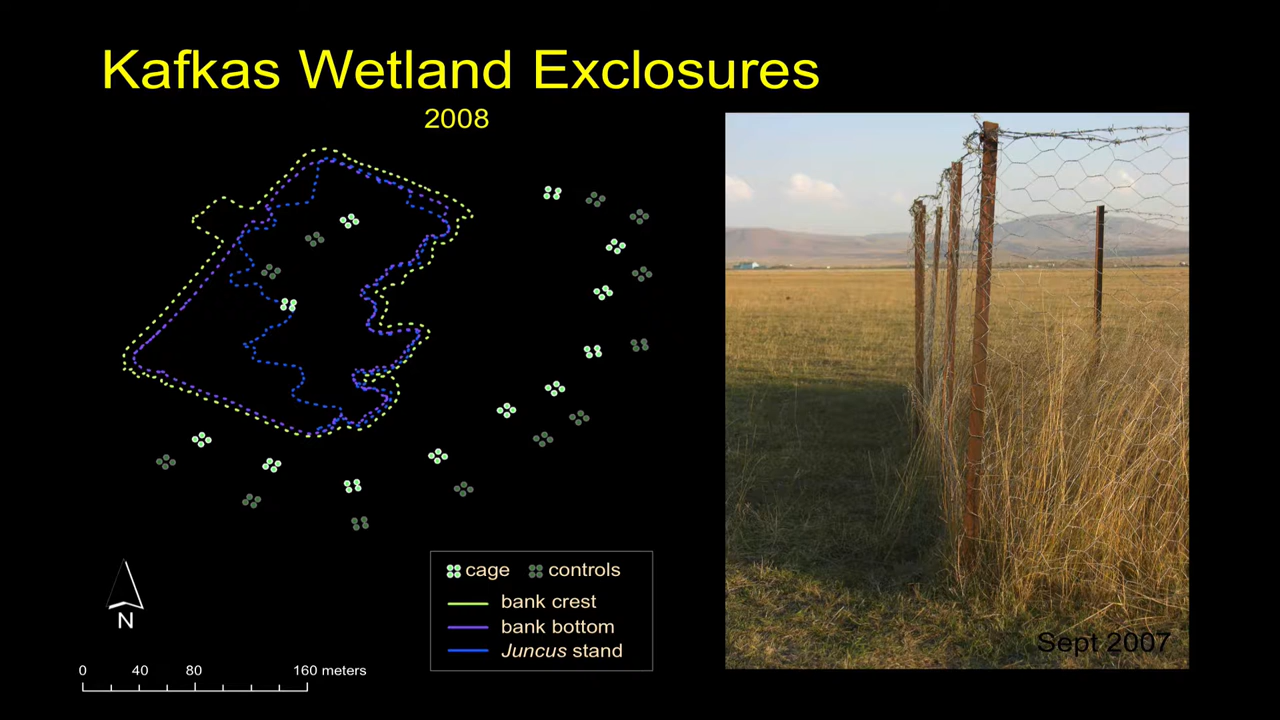 Kafkas Wetland Exclosures
2008
cage controls
bank crest
bank bottom
Juncus stand
N
0 40 80 160 meters
Sept 2007